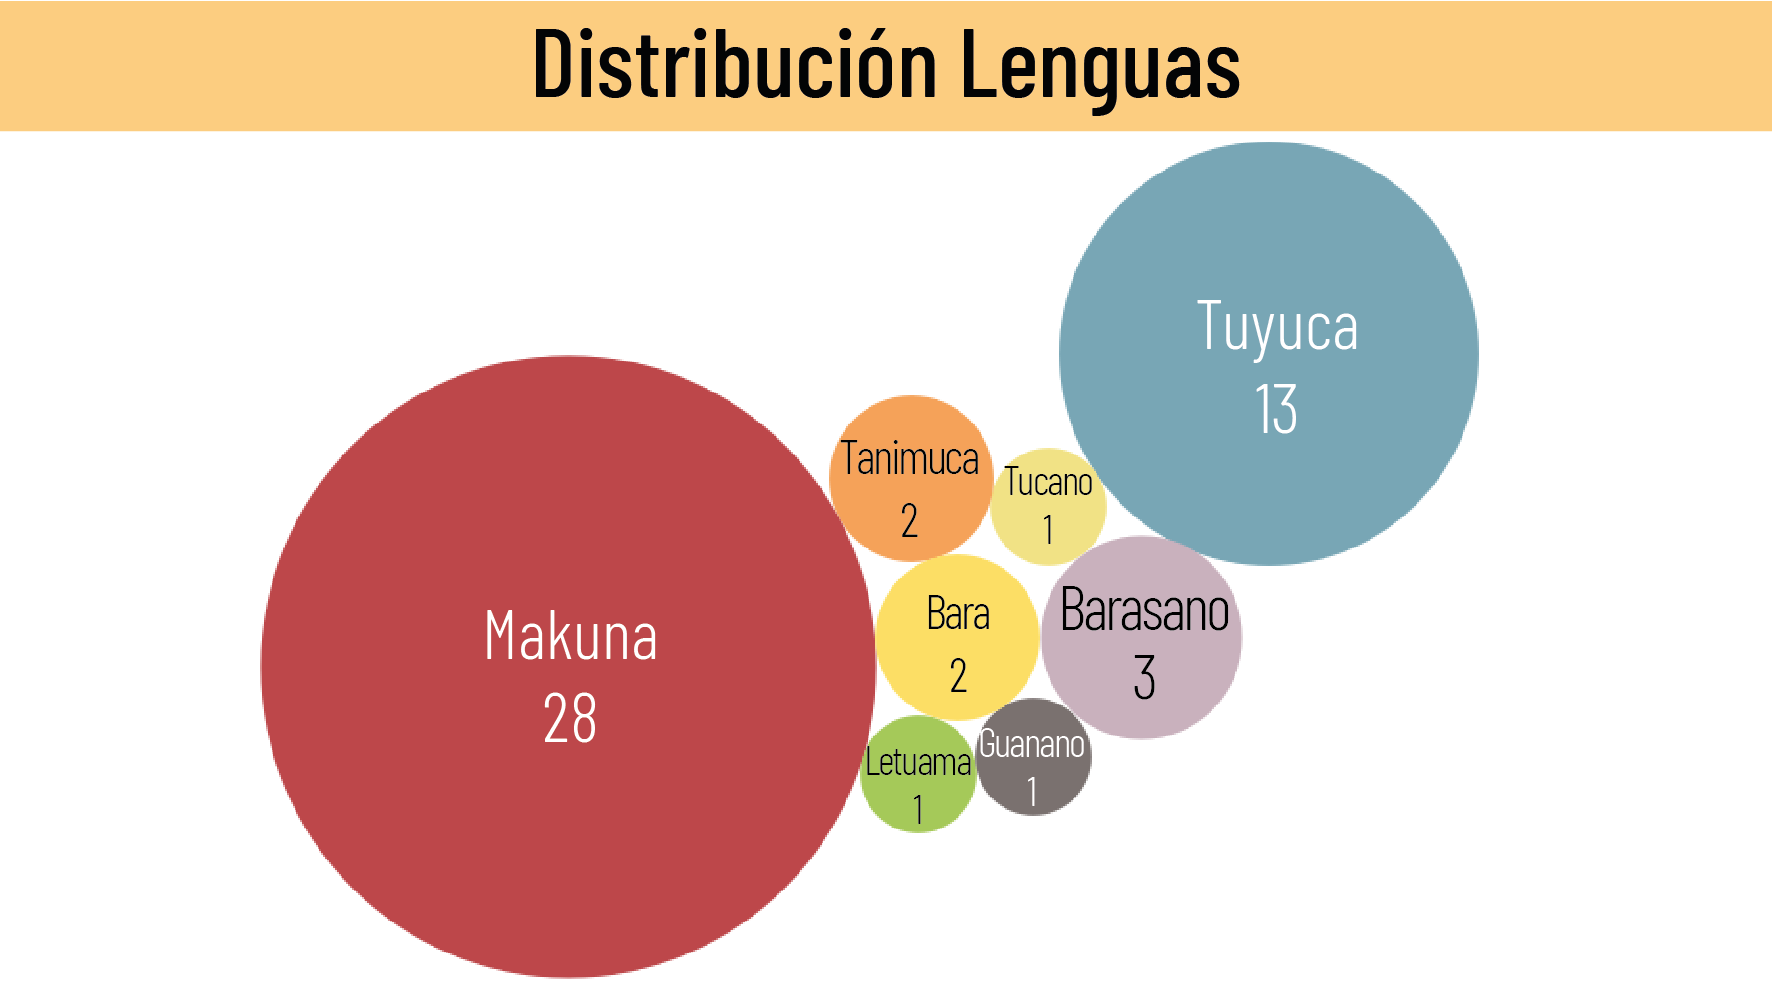 Distribución Lenguas
Tuyuca
13
Tanimuca
2
Tucano
1
Makuna
28
Bara
2
Barasano
3
Letuama
1
Guanano
1